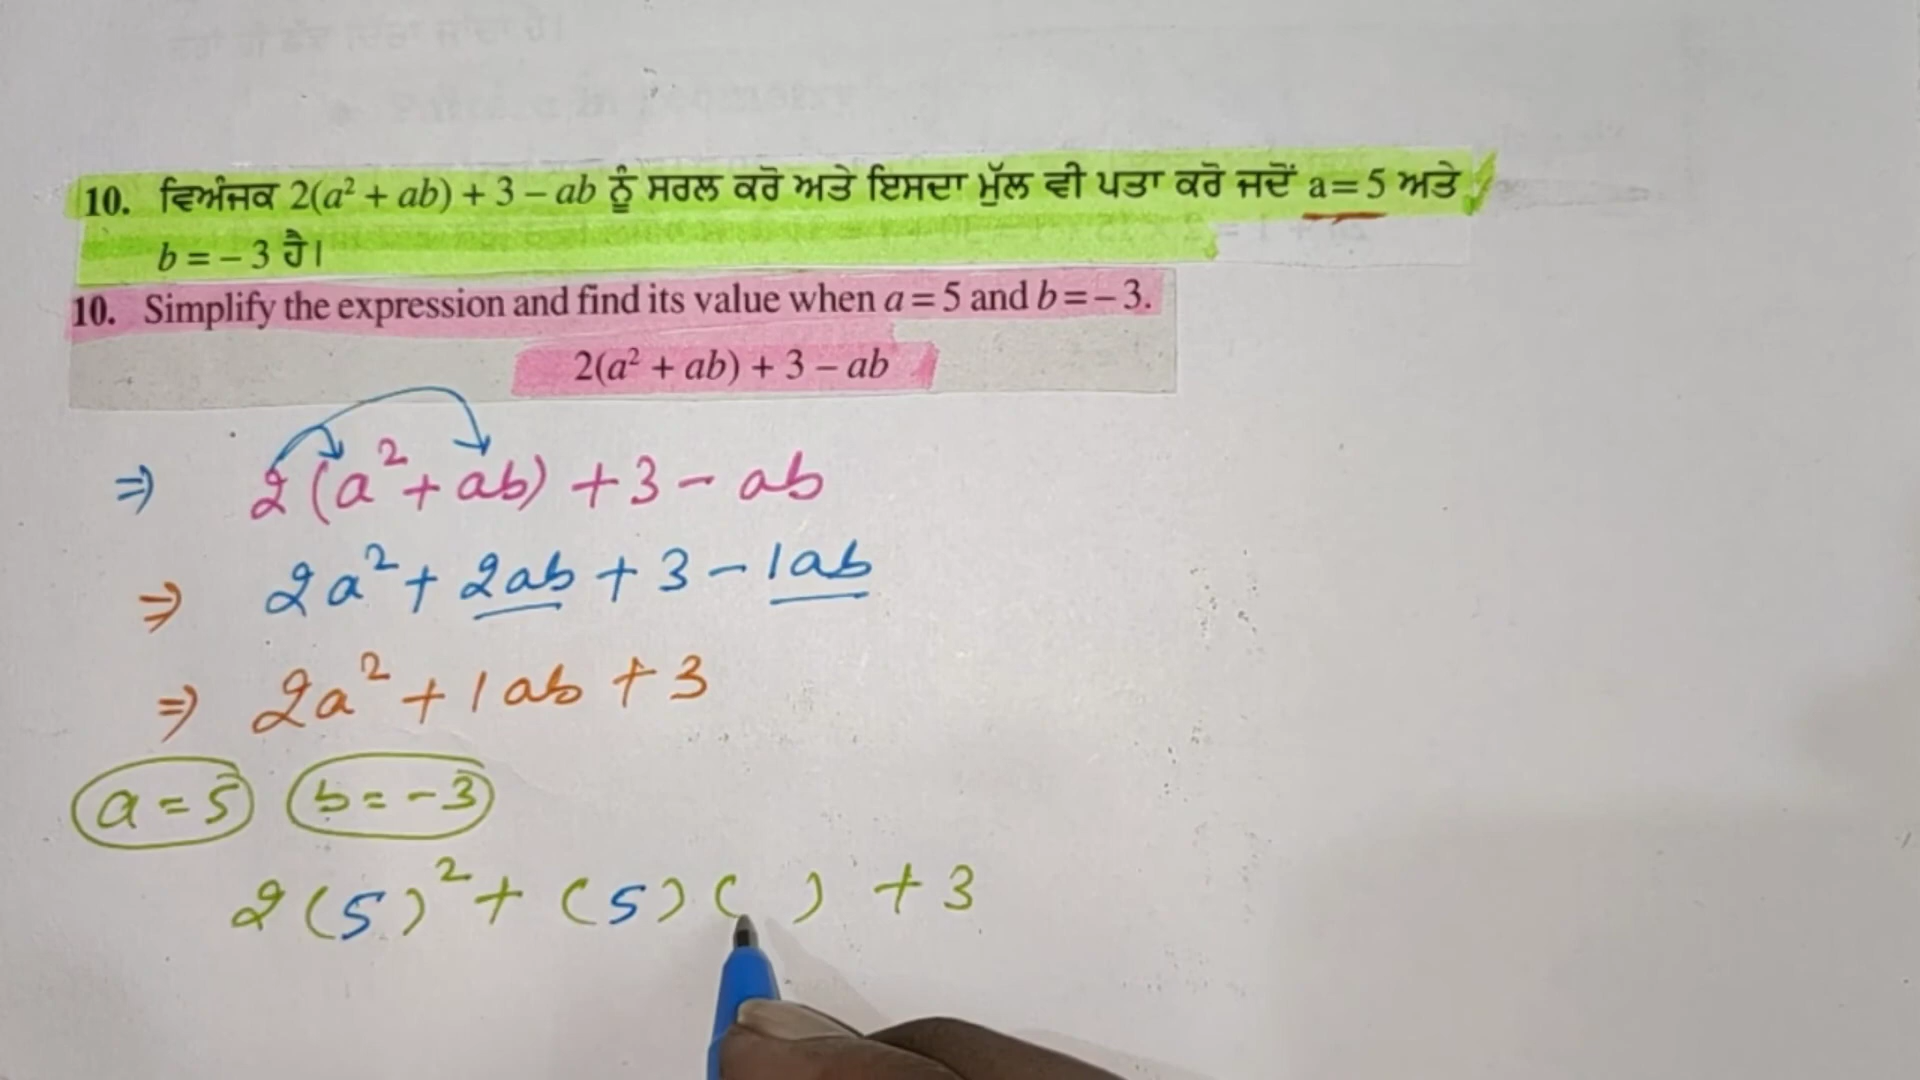 10. ਵਿਅੰਜਕ 2(a² + ab) + 3 – ab ਨੂੰ ਸਰਲ ਕਰੋ ਅਤੇ ਇਸਦਾ ਮੁੱਲ ਵੀ ਪਤਾ ਕਰੋ ਜਦੋਂ a = 5 ਅਤੇ
b = – 3 ਹੈ।
10. Simplify the expression and find its value when a = 5 and b = – 3.
2(a² + ab) + 3 – ab
⇒ 2(a² + ab) + 3 - ab
⇒ 2a² + 2ab + 3 - 1ab
⇒ 2a² + 1ab + 3
a = 5 b = -3
2(5)² + (5)( ) + 3